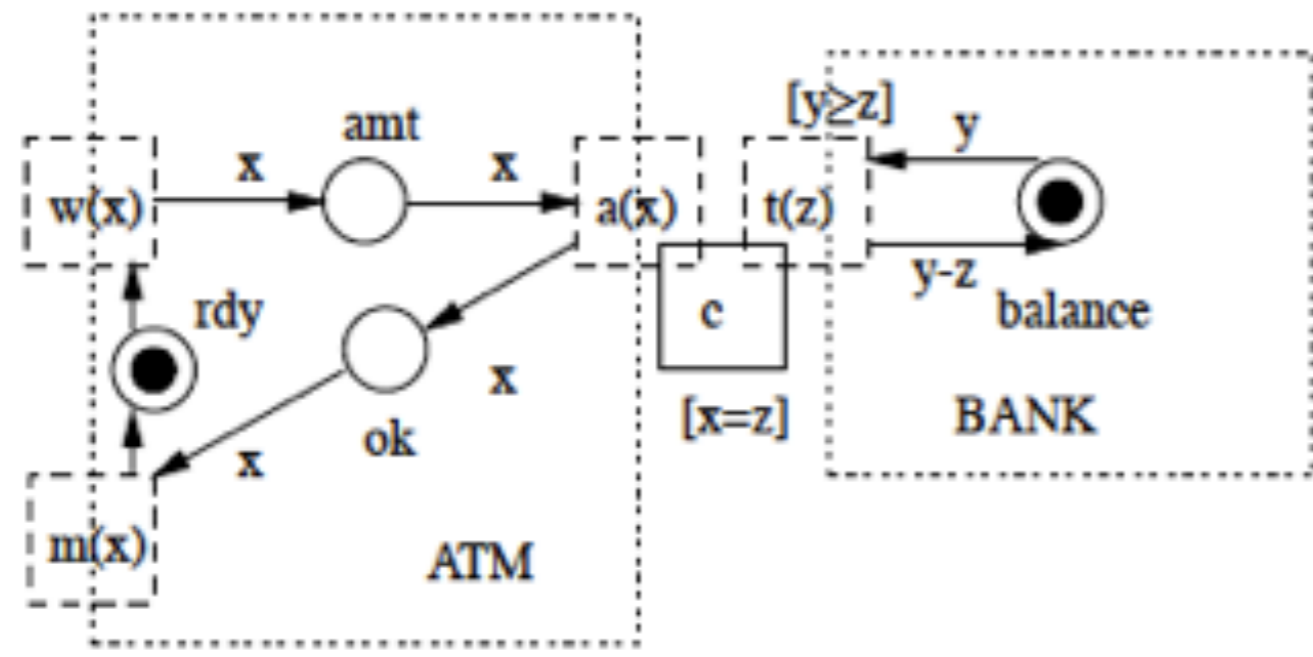 [y≥z]
amt
y
x
x
w(x)
a(x)
t(z)
y-z
rdy
c
balance
x
[x=z]
BANK
ok
x
m(x)
ATM